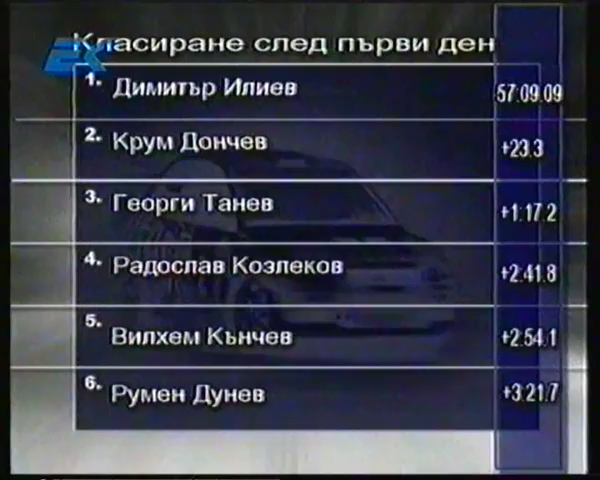 Класиране след първи ден
1. Димитър Илиев 57:09.09
2. Крум Дончев +23.3
3. Георги Танев +1:17.2
4. Радослав Козлеков +2:41.8
5. Вилхем Кънчев +2:54.1
6. Румен Дунев +3:21.7